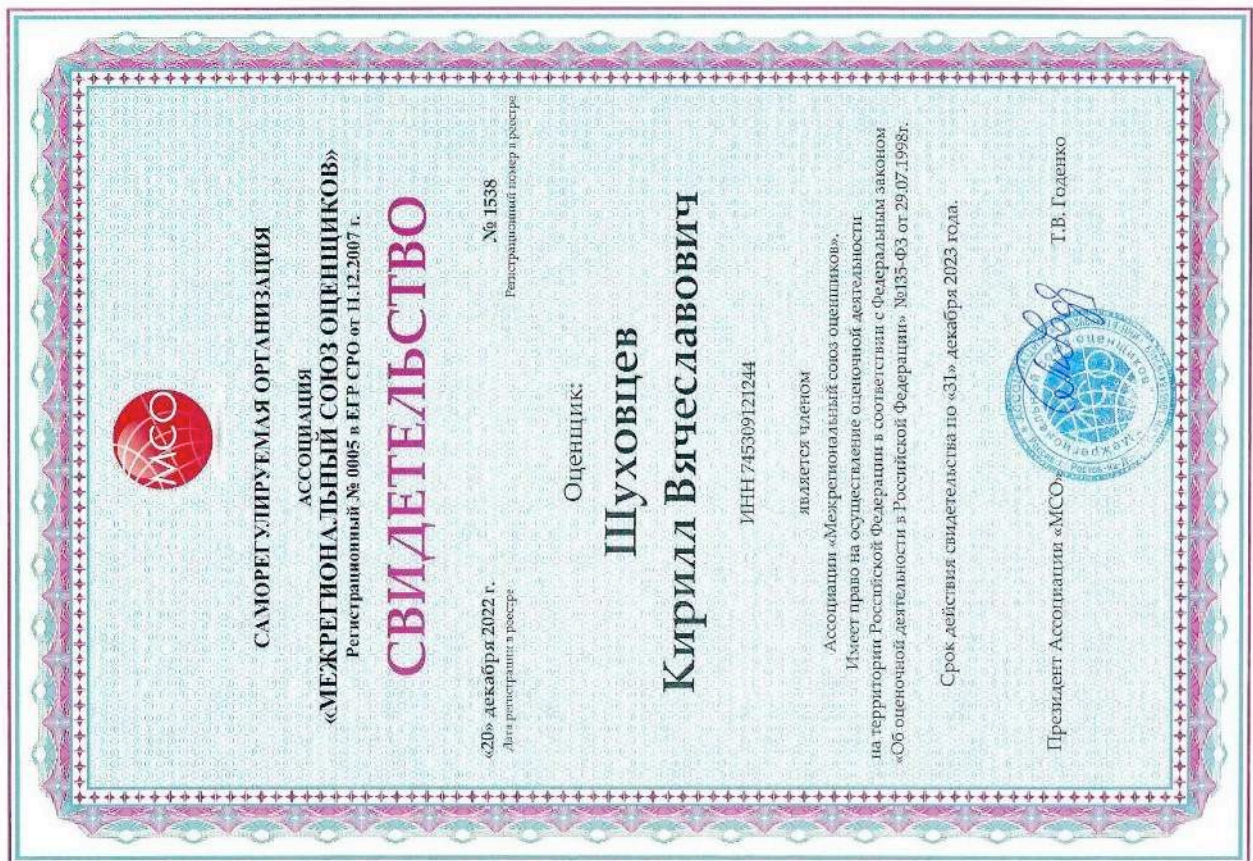 МСО
САМОРЕГУЛИРУЕМАЯ ОРГАНИЗАЦИЯ
АССОЦИАЦИЯ
«МЕЖРЕГИОНАЛЬНЫЙ СОЮЗ ОЦЕНЩИКОВ»
Регистрационный № 0005 в ЕГР СРО от 11.12.2007 г.
СВИДЕТЕЛЬСТВО
«20» декабря 2022 г. № 1538
Дата регистрации в реестре Регистрационный номер в реестре
Оценщик:
Шуховцев
Кирилл Вячеславович
ИНН 745309121244
является членом
Ассоциации «Межрегиональный союз оценщиков».
Имеет право на осуществление оценочной деятельности
на территории Российской Федерации в соответствии с Федеральным законом
«Об оценочной деятельности в Российской Федерации» №135-ФЗ от 29.07.1998г.
Срок действия свидетельства по «31» декабря 2023 года.
Президент Ассоциации «МСО» Т.В. Годенко